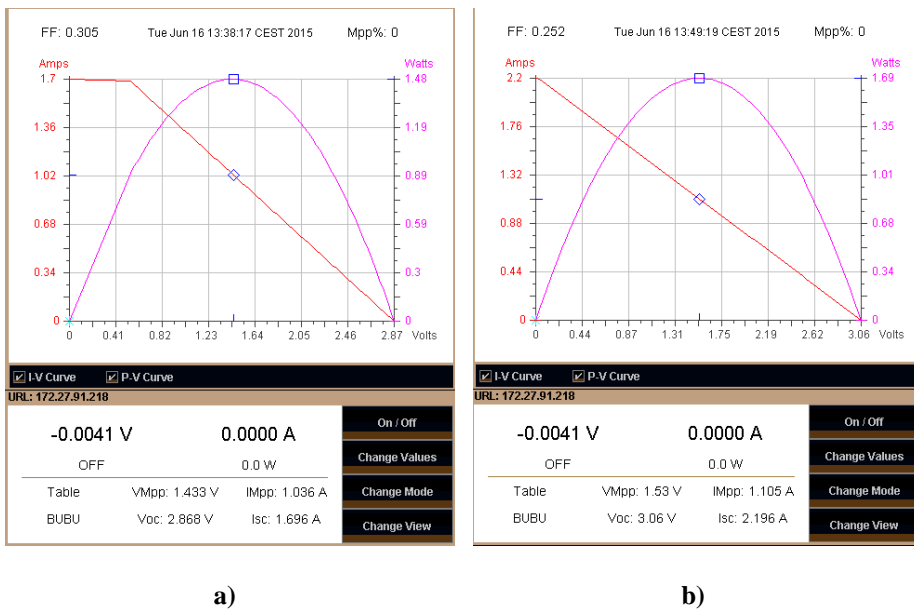 FF: 0.305 Tue Jun 16 13:38:17 CEST 2015 Mpp%: 0
Amps Watts
1.7 1.48
1.36 1.19
1.02 0.89
0.68 0.59
0.34 0.3
0 0
0 0.41 0.82 1.23 1.64 2.05 2.46 2.87 Volts
I-V Curve P-V Curve
URL: 172.27.91.218
-0.0041 V 0.0000 A
OFF 0.0 W
Table VMpp: 1.433 V IMpp: 1.036 A
BUBU Voc: 2.868 V Isc: 1.696 A
On / Off
Change Values
Change Mode
Change View
a)
FF: 0.252 Tue Jun 16 13:49:19 CEST 2015 Mpp%: 0
Amps Watts
2.2 1.69
1.76 1.35
1.32 1.01
0.88 0.68
0.44 0.34
0 0
0 0.44 0.87 1.31 1.75 2.19 2.62 3.06 Volts
I-V Curve P-V Curve
URL: 172.27.91.218
-0.0041 V 0.0000 A
OFF 0.0 W
Table VMpp: 1.53 V IMpp: 1.105 A
BUBU Voc: 3.06 V Isc: 2.196 A
On / Off
Change Values
Change Mode
Change View
b)